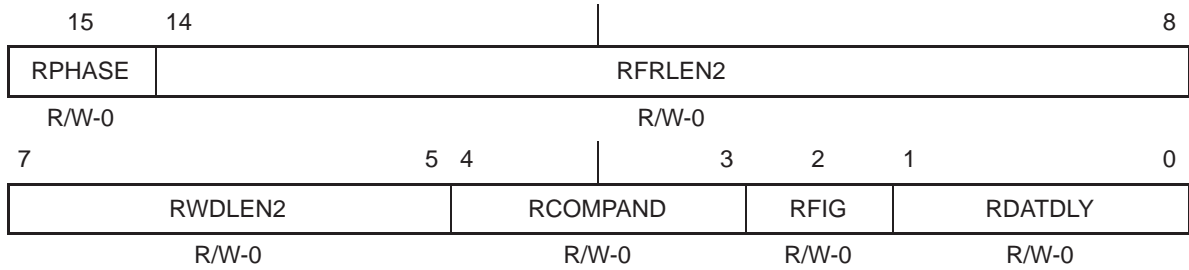 15 14 8
RPHASE RFRLEN2
R/W-0 R/W-0
7 5 4 3 2 1 0
RWDLEN2 RCOMPAND RFIG RDATDLY
R/W-0 R/W-0 R/W-0 R/W-0